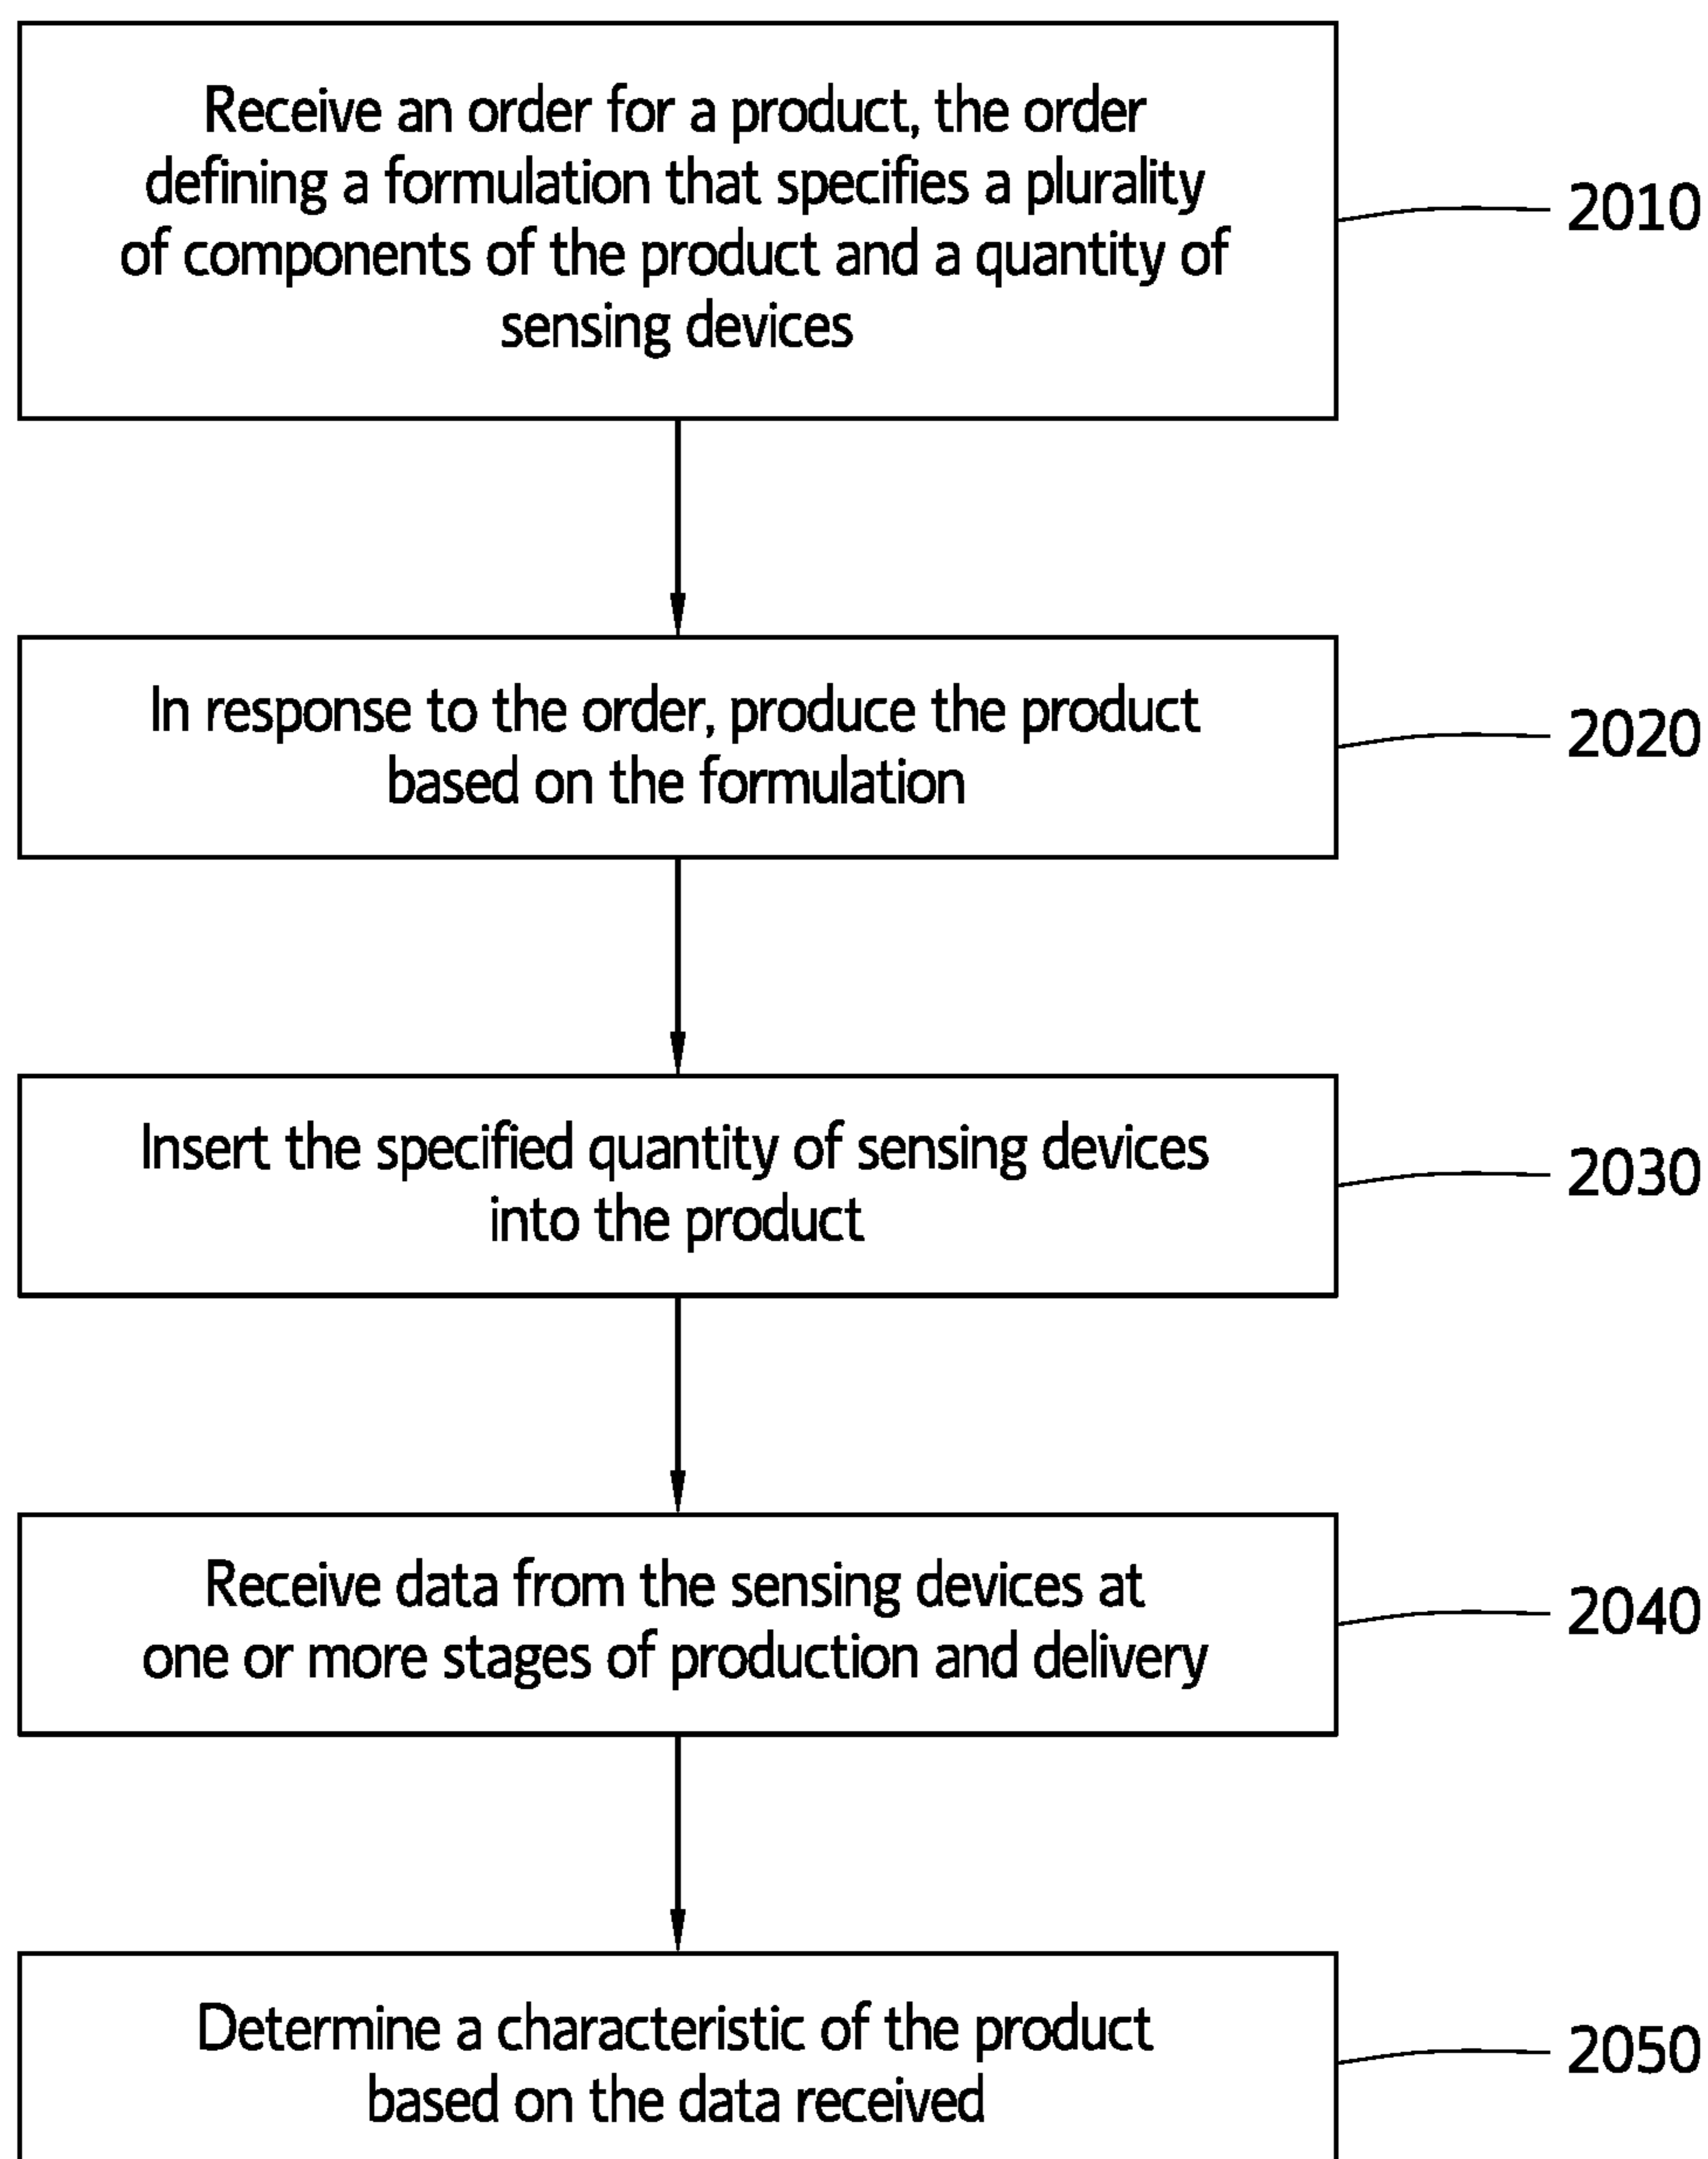 Receive an order for a product, the order
defining a formulation that specifies a plurality
of components of the product and a quantity of
sensing devices
2010
In response to the order, produce the product
based on the formulation
2020
Insert the specified quantity of sensing devices
into the product
2030
Receive data from the sensing devices at
one or more stages of production and delivery
2040
Determine a characteristic of the product
based on the data received
2050